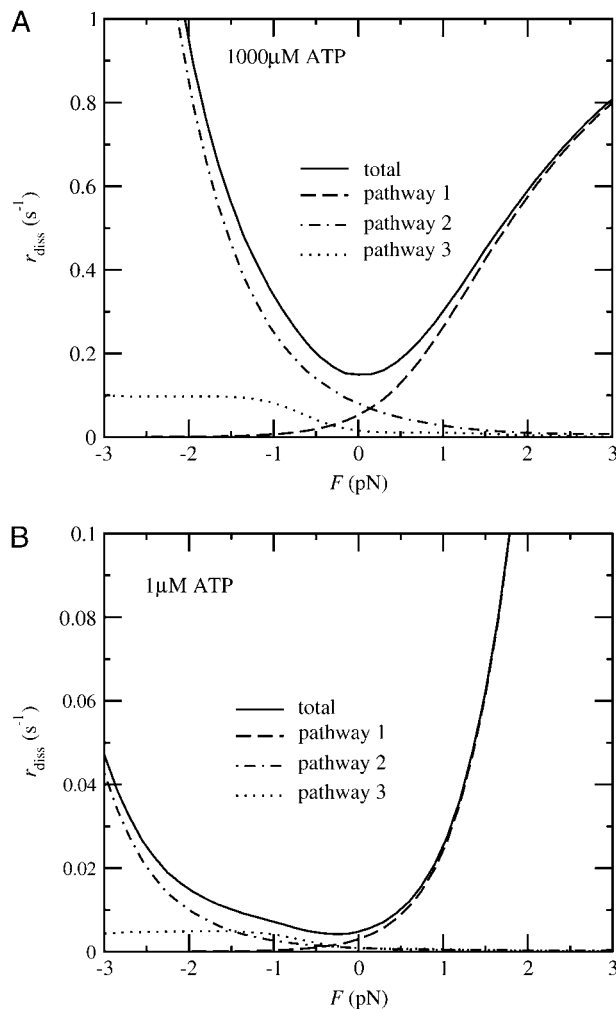 A
1
1000μM ATP
0.8
total
pathway 1
pathway 2
pathway 3
0.6
r_diss (s⁻¹)
0.4
0.2
0
-3 -2 -1 0 1 2 3
F (pN)
B
0.1
1μM ATP
0.08
total
pathway 1
pathway 2
pathway 3
0.06
r_diss (s⁻¹)
0.04
0.02
0
-3 -2 -1 0 1 2 3
F (pN)